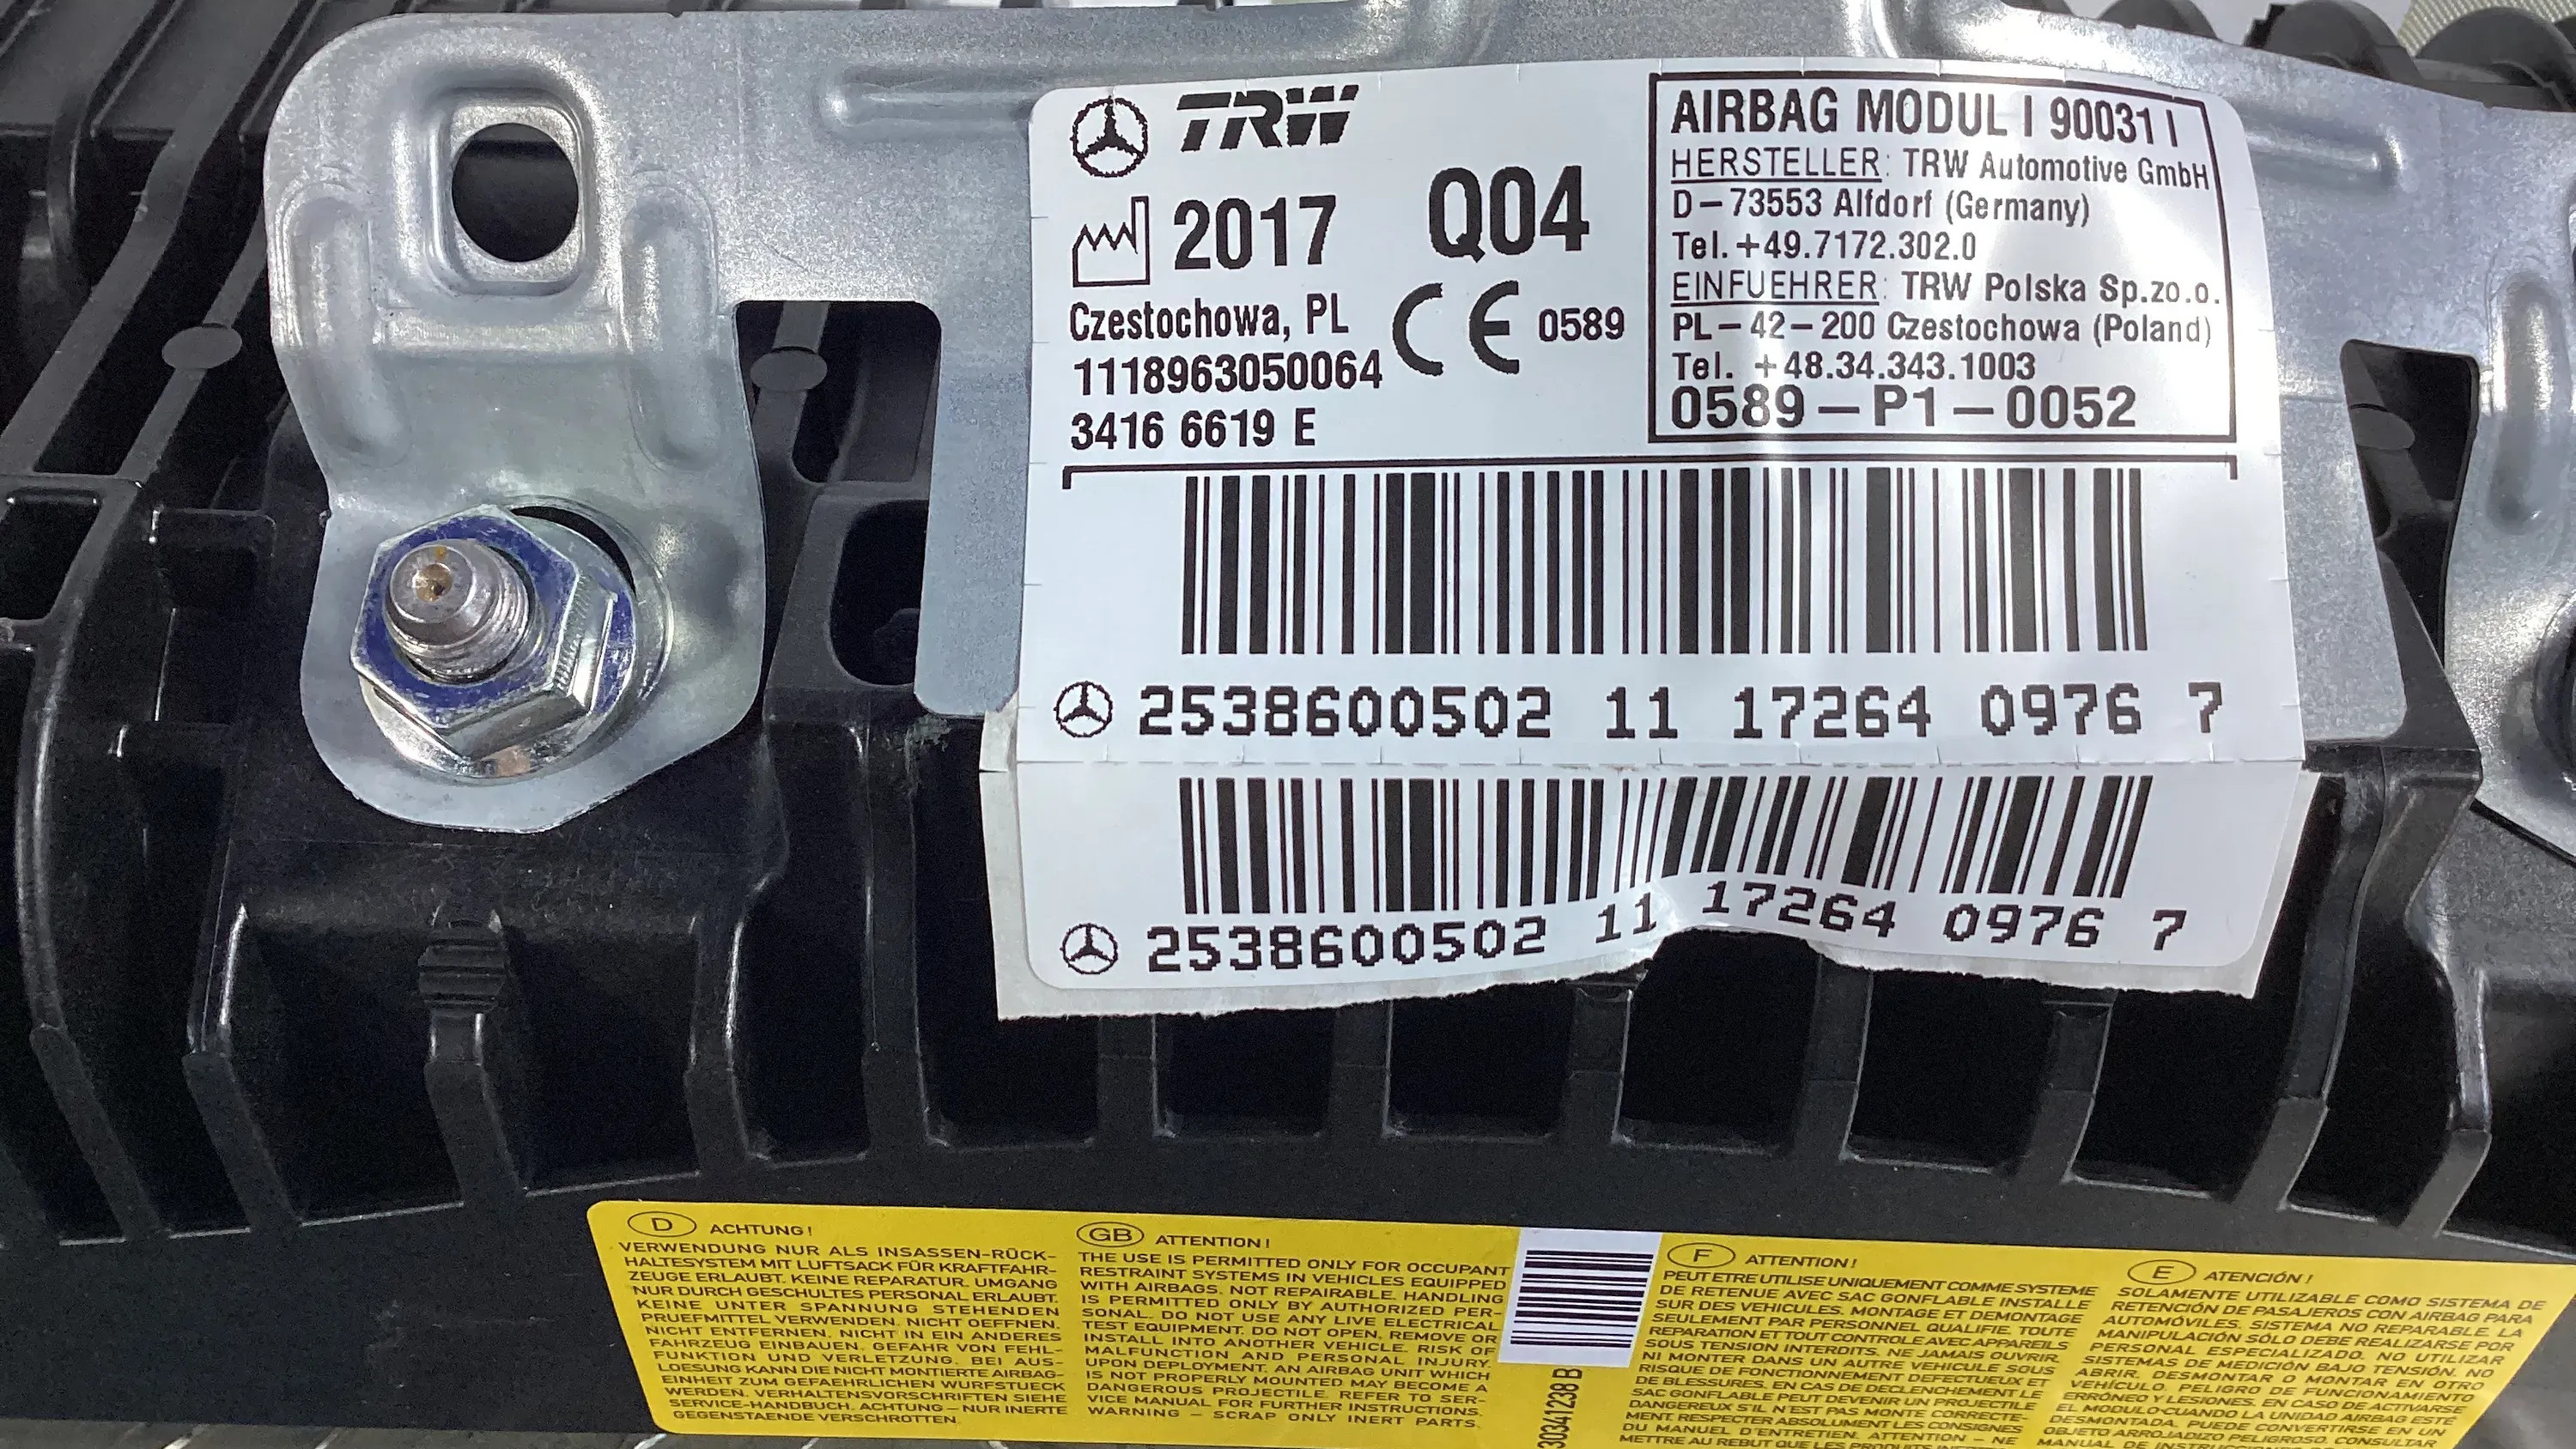 TRW
2017 Q04
Czestochowa, PL
1118963050064
3416 6619 E
CE 0589
AIRBAG MODUL I 90031 I
HERSTELLER: TRW Automotive GmbH
D-73553 Alfdorf (Germany)
Tel. +49.7172.302.0
EINFUEHRER: TRW Polska Sp.zo.o.
PL-42-200 Czestochowa (Poland)
Tel. +48.34.343.1003
0589-P1-0052
2538600502 11 17264 0976 7
2538600502 11 17264 0976 7
D ACHTUNG!
VERWENDUNG NUR ALS INSASSEN-RÜCK-
HALTESYSTEM MIT LUFTSACK FÜR KRAFTFAHR-
ZEUGE ERLAUBT. KEINE REPARATUR. UMGANG
NUR DURCH GESCHULTES PERSONAL ERLAUBT.
KEINE UNTER SPANNUNG STEHENDEN
PRUEFMITTEL VERWENDEN. NICHT OEFFNEN.
NICHT ENTFERNEN. NICHT IN EIN ANDERES
FAHRZEUG EINBAUEN. GEFAHR VON FEHL-
FUNKTION UND VERLETZUNG. BEI AUS-
LOESUNG KANN DIE NICHT MONTIERTE AIRBAG-
EINHEIT ZUM GEFAEHRLICHEN WURFSTUECK
WERDEN. VERHALTENSVORSCHRIFTEN SIEHE
SERVICE-HANDBUCH. ACHTUNG - NUR INERTE
GEGENSTAENDE VERSCHROTTEN.
GB ATTENTION!
THE USE IS PERMITTED ONLY FOR OCCUPANT
RESTRAINT SYSTEMS IN VEHICLES EQUIPPED
WITH AIRBAGS. NOT REPAIRABLE. HANDLING
IS PERMITTED ONLY BY AUTHORIZED PER-
SONAL. DO NOT USE ANY LIVE ELECTRICAL
TEST EQUIPMENT. DO NOT OPEN, REMOVE OR
INSTALL INTO ANOTHER VEHICLE. RISK OF
MALFUNCTION AND PERSONAL INJURY.
UPON DEPLOYMENT, AN AIRBAG UNIT WHICH
IS NOT PROPERLY MOUNTED MAY BECOME A
DANGEROUS PROJECTILE. REFER TO SER-
VICE MANUAL FOR FURTHER INSTRUCTIONS.
WARNING - SCRAP ONLY INERT PARTS.
30341238 B
F ATTENTION!
PEUT ETRE UTILISE UNIQUEMENT COMME SYSTEME
DE RETENUE AVEC SAC GONFLABLE INSTALLE
SUR DES VEHICULES. MONTAGE ET DEMONTAGE
SEULEMENT PAR PERSONNEL QUALIFIE. TOUTE
REPARATION ET TOUT CONTROLE AVEC APPAREILS
SOUS TENSION INTERDITS. NE JAMAIS OUVRIR.
NI MONTER DANS UN AUTRE VEHICULE SOUS
RISQUE DE FONCTIONNEMENT DEFECTUEUX ET
DE BLESSURES. EN CAS DE DECLENCHEMENT LE
SAC GONFLABLE PEUT DEVENIR UN PROJECTILE
DANGEREUX S'IL N'EST PAS MONTE CORRECTE-
MENT. RESPECTER ABSOLUMENT LES CONSIGNES
DU MANUEL D'ENTRETIEN. ATTENTION - NE
METTRE AU REBUT QUE LES PRODUITS
E ATENCIÓN!
SOLAMENTE UTILIZABLE COMO SISTEMA DE
RETENCIÓN DE PASAJEROS CON AIRBAG PARA
AUTOMÓVILES. SISTEMA NO REPARABLE. LA
MANIPULACIÓN SÓLO DEBE REALIZARSE POR
PERSONAL ESPECIALIZADO. NO UTILIZAR
SISTEMAS DE MEDICIÓN BAJO TENSIÓN. NO
ABRIR, DESMONTAR O MONTAR EN OTRO
VEHÍCULO. PELIGRO DE FUNCIONAMIENTO
ERRÓNEO Y LESIONES. EN CASO DE ACTIVARSE
EL MODULO CUANDO LA UNIDAD AIRBAG ESTÉ
DESMONTADA, PUEDE CONVERTIRSE EN UN
OBJETO ARROJADIZO PELIGROSO. CONSULTAR
MANUAL DE